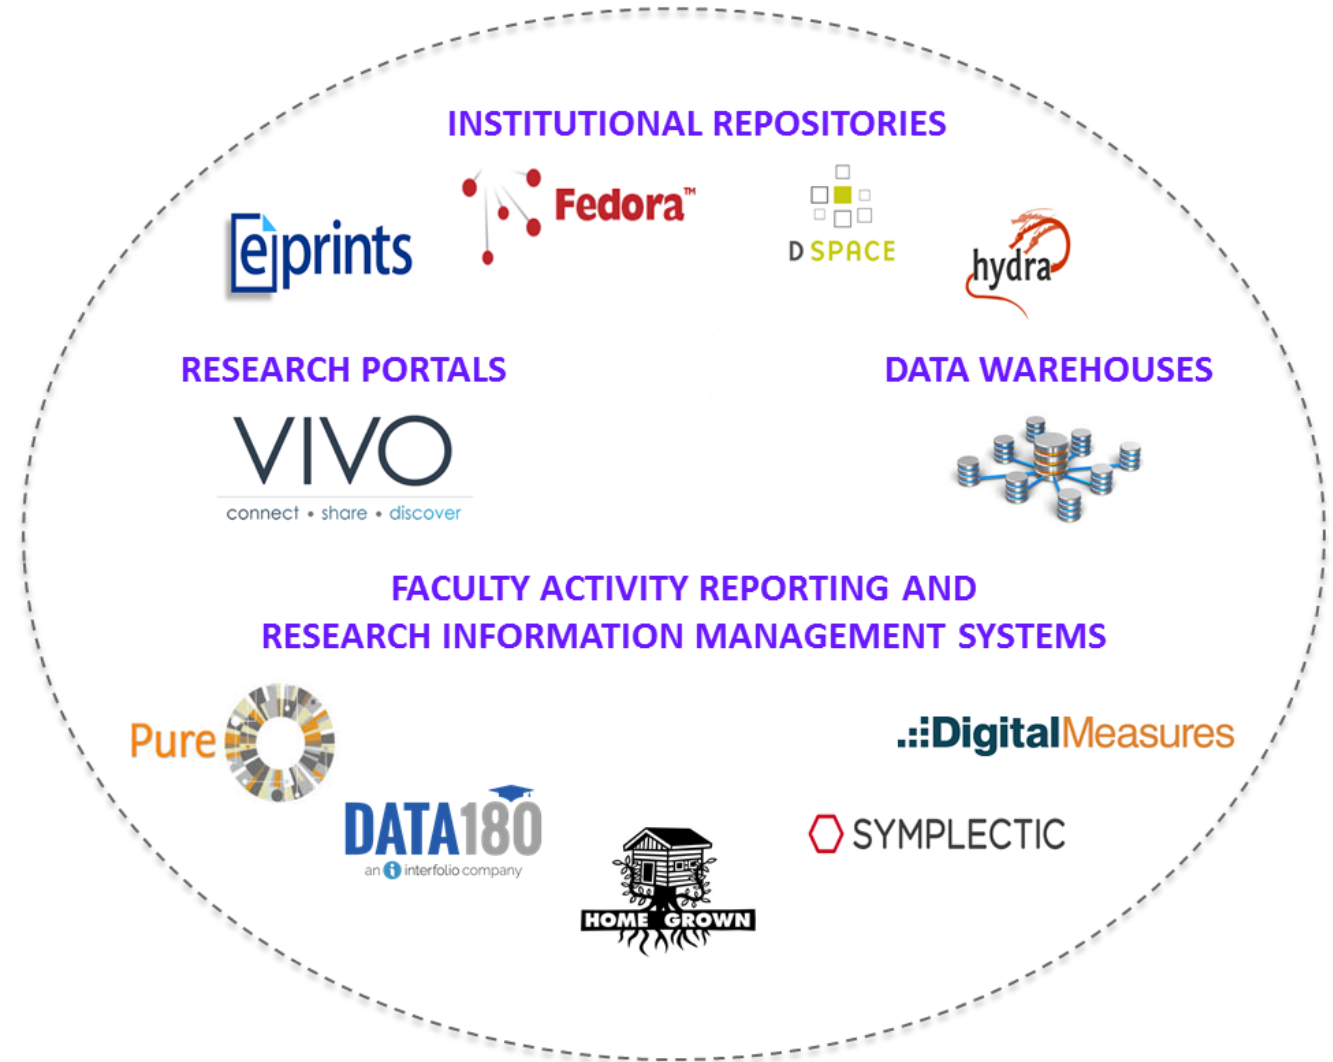 INSTITUTIONAL REPOSITORIES
Fedora™
eprints
DSPACE
hydra
RESEARCH PORTALS
DATA WAREHOUSES
VIVO
connect • share • discover
FACULTY ACTIVITY REPORTING AND
RESEARCH INFORMATION MANAGEMENT SYSTEMS
Pure
.::DigitalMeasures
DATA180
an i interfolio company
SYMPLECTIC
HOME GROWN